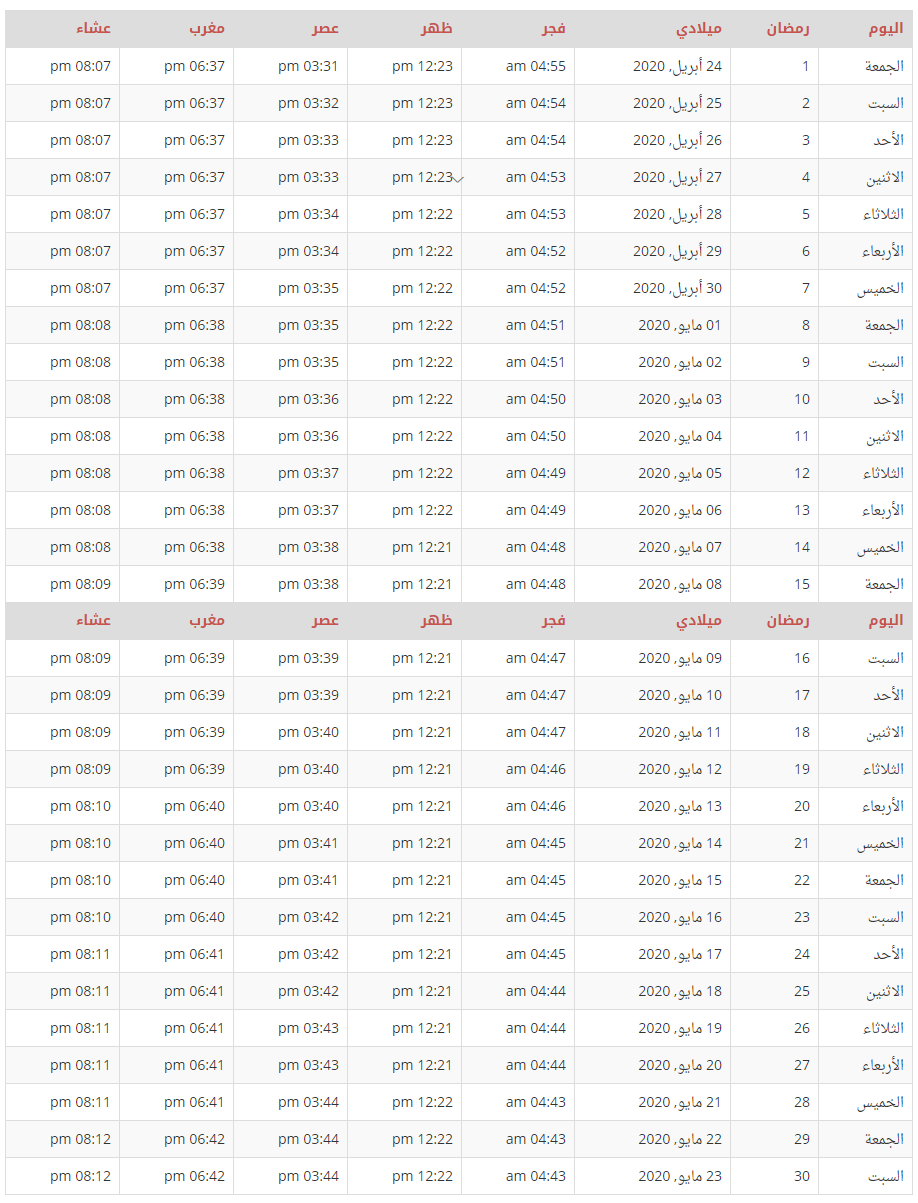 اليوم رمضان ميلادي فجر ظهر عصر مغرب عشاء
الجمعة 1 24 أبريل, 2020 04:55 am 12:23 pm 03:31 pm 06:37 pm 08:07 pm
السبت 2 25 أبريل, 2020 04:54 am 12:23 pm 03:32 pm 06:37 pm 08:07 pm
الأحد 3 26 أبريل, 2020 04:54 am 12:23 pm 03:33 pm 06:37 pm 08:07 pm
الاثنين 4 27 أبريل, 2020 04:53 am 12:23 pm 03:33 pm 06:37 pm 08:07 pm
الثلاثاء 5 28 أبريل, 2020 04:53 am 12:22 pm 03:34 pm 06:37 pm 08:07 pm
الأربعاء 6 29 أبريل, 2020 04:52 am 12:22 pm 03:34 pm 06:37 pm 08:07 pm
الخميس 7 30 أبريل, 2020 04:52 am 12:22 pm 03:35 pm 06:37 pm 08:07 pm
الجمعة 8 01 مايو, 2020 04:51 am 12:22 pm 03:35 pm 06:38 pm 08:08 pm
السبت 9 02 مايو, 2020 04:51 am 12:22 pm 03:35 pm 06:38 pm 08:08 pm
الأحد 10 03 مايو, 2020 04:50 am 12:22 pm 03:36 pm 06:38 pm 08:08 pm
الاثنين 11 04 مايو, 2020 04:50 am 12:22 pm 03:36 pm 06:38 pm 08:08 pm
الثلاثاء 12 05 مايو, 2020 04:49 am 12:22 pm 03:37 pm 06:38 pm 08:08 pm
الأربعاء 13 06 مايو, 2020 04:49 am 12:22 pm 03:37 pm 06:38 pm 08:08 pm
الخميس 14 07 مايو, 2020 04:48 am 12:21 pm 03:38 pm 06:38 pm 08:08 pm
الجمعة 15 08 مايو, 2020 04:48 am 12:21 pm 03:38 pm 06:39 pm 08:09 pm
اليوم رمضان ميلادي فجر ظهر عصر مغرب عشاء
السبت 16 09 مايو, 2020 04:47 am 12:21 pm 03:39 pm 06:39 pm 08:09 pm
الأحد 17 10 مايو, 2020 04:47 am 12:21 pm 03:39 pm 06:39 pm 08:09 pm
الاثنين 18 11 مايو, 2020 04:47 am 12:21 pm 03:40 pm 06:39 pm 08:09 pm
الثلاثاء 19 12 مايو, 2020 04:46 am 12:21 pm 03:40 pm 06:39 pm 08:09 pm
الأربعاء 20 13 مايو, 2020 04:46 am 12:21 pm 03:40 pm 06:40 pm 08:10 pm
الخميس 21 14 مايو, 2020 04:45 am 12:21 pm 03:41 pm 06:40 pm 08:10 pm
الجمعة 22 15 مايو, 2020 04:45 am 12:21 pm 03:41 pm 06:40 pm 08:10 pm
السبت 23 16 مايو, 2020 04:45 am 12:21 pm 03:42 pm 06:40 pm 08:10 pm
الأحد 24 17 مايو, 2020 04:45 am 12:21 pm 03:42 pm 06:41 pm 08:11 pm
الاثنين 25 18 مايو, 2020 04:44 am 12:21 pm 03:42 pm 06:41 pm 08:11 pm
الثلاثاء 26 19 مايو, 2020 04:44 am 12:21 pm 03:43 pm 06:41 pm 08:11 pm
الأربعاء 27 20 مايو, 2020 04:44 am 12:21 pm 03:43 pm 06:41 pm 08:11 pm
الخميس 28 21 مايو, 2020 04:43 am 12:22 pm 03:44 pm 06:41 pm 08:11 pm
الجمعة 29 22 مايو, 2020 04:43 am 12:22 pm 03:44 pm 06:42 pm 08:12 pm
السبت 30 23 مايو, 2020 04:43 am 12:22 pm 03:44 pm 06:42 pm 08:12 pm